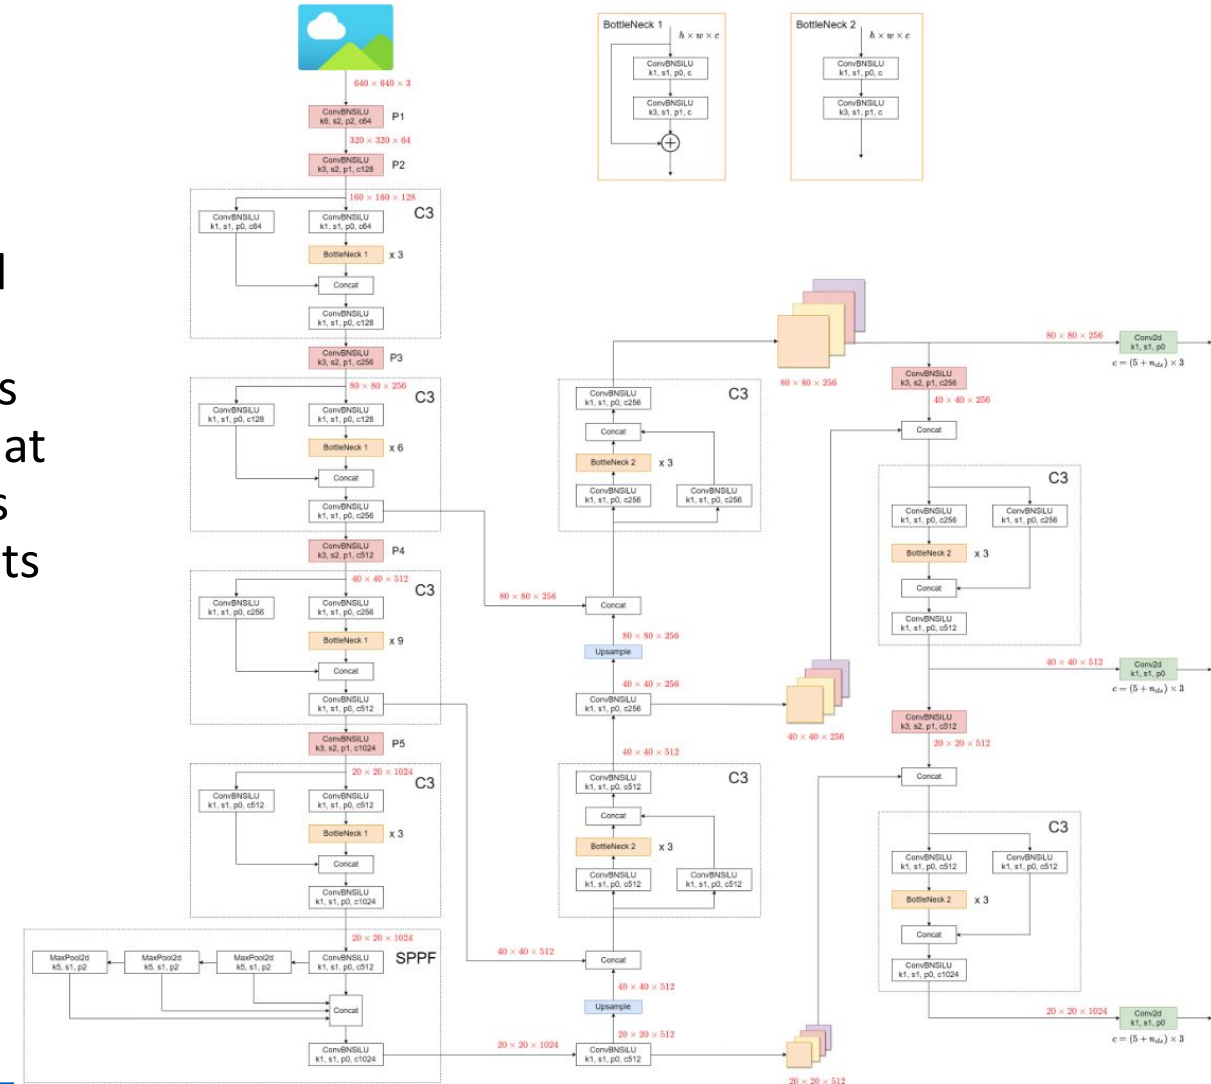 l
s
at
s
ts
640 × 640 × 3
ConvBNSiLU
k6, s2, p2, c64
P1
320 × 320 × 64
ConvBNSiLU
k3, s2, p1, c128
P2
160 × 160 × 128
C3
ConvBNSiLU
k1, s1, p0, c64
ConvBNSiLU
k1, s1, p0, c64
BottleNeck 1
x 3
Concat
ConvBNSiLU
k1, s1, p0, c128
ConvBNSiLU
k3, s2, p1, c256
P3
80 × 80 × 256
C3
ConvBNSiLU
k1, s1, p0, c128
ConvBNSiLU
k1, s1, p0, c128
BottleNeck 1
x 6
Concat
ConvBNSiLU
k1, s1, p0, c256
ConvBNSiLU
k3, s2, p1, c512
P4
40 × 40 × 512
C3
ConvBNSiLU
k1, s1, p0, c256
ConvBNSiLU
k1, s1, p0, c256
BottleNeck 1
x 9
Concat
ConvBNSiLU
k1, s1, p0, c512
ConvBNSiLU
k3, s2, p1, c1024
P5
20 × 20 × 1024
C3
ConvBNSiLU
k1, s1, p0, c512
ConvBNSiLU
k1, s1, p0, c512
BottleNeck 1
x 3
Concat
ConvBNSiLU
k1, s1, p0, c1024
20 × 20 × 1024
SPPF
MaxPool2d
k5, s1, p2
MaxPool2d
k5, s1, p2
MaxPool2d
k5, s1, p2
ConvBNSiLU
k1, s1, p0, c512
Concat
ConvBNSiLU
k1, s1, p0, c1024
BottleNeck 1
h × w × c
ConvBNSiLU
k1, s1, p0, c
ConvBNSiLU
k3, s1, p1, c
BottleNeck 2
h × w × c
ConvBNSiLU
k1, s1, p0, c
ConvBNSiLU
k3, s1, p1, c
C3
ConvBNSiLU
k1, s1, p0, c256
Concat
BottleNeck 2
x 3
ConvBNSiLU
k1, s1, p0, c256
ConvBNSiLU
k1, s1, p0, c256
80 × 80 × 256
Concat
80 × 80 × 256
Upsample
40 × 40 × 256
ConvBNSiLU
k1, s1, p0, c256
40 × 40 × 512
C3
ConvBNSiLU
k1, s1, p0, c512
Concat
BottleNeck 2
x 3
ConvBNSiLU
k1, s1, p0, c512
ConvBNSiLU
k1, s1, p0, c512
40 × 40 × 512
Concat
40 × 40 × 512
Upsample
20 × 20 × 512
20 × 20 × 1024
ConvBNSiLU
k1, s1, p0, c512
80 × 80 × 256
40 × 40 × 256
20 × 20 × 512
80 × 80 × 256
Conv2d
k1, s1, p0
c = (5 + n_cls) × 3
ConvBNSiLU
k3, s2, p1, c256
40 × 40 × 256
Concat
C3
ConvBNSiLU
k1, s1, p0, c256
ConvBNSiLU
k1, s1, p0, c256
BottleNeck 2
x 3
Concat
ConvBNSiLU
k1, s1, p0, c512
40 × 40 × 512
Conv2d
k1, s1, p0
c = (5 + n_cls) × 3
ConvBNSiLU
k3, s2, p1, c512
20 × 20 × 512
Concat
C3
ConvBNSiLU
k1, s1, p0, c512
ConvBNSiLU
k1, s1, p0, c512
BottleNeck 2
x 3
Concat
ConvBNSiLU
k1, s1, p0, c1024
20 × 20 × 1024
Conv2d
k1, s1, p0
c = (5 + n_cls) × 3